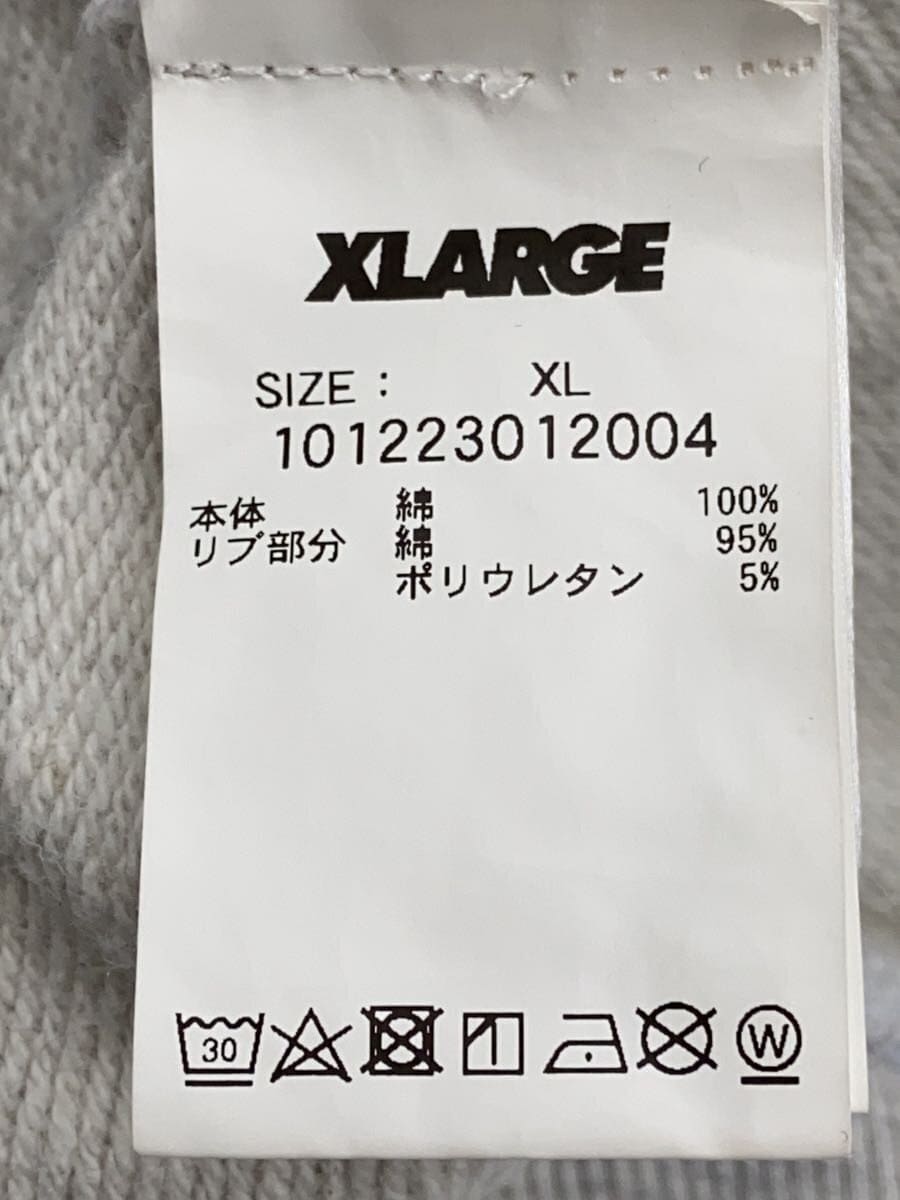 XLARGE
SIZE : XL
101223012004
本体 綿 100%
リブ部分 綿 95%
ポリウレタン 5%
30 W